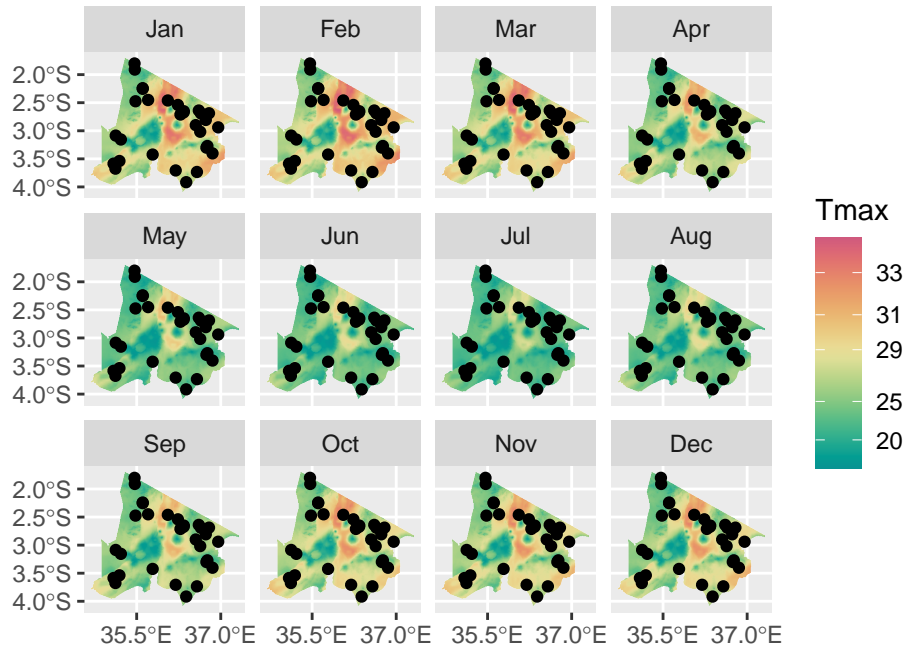 Jan Feb Mar Apr
2.0°S
2.5°S
3.0°S
3.5°S
4.0°S
May Jun Jul Aug
2.0°S
2.5°S
3.0°S
3.5°S
4.0°S
Sep Oct Nov Dec
2.0°S
2.5°S
3.0°S
3.5°S
4.0°S
35.5°E 37.0°E 35.5°E 37.0°E 35.5°E 37.0°E 35.5°E 37.0°E
Tmax
33
31
29
25
20